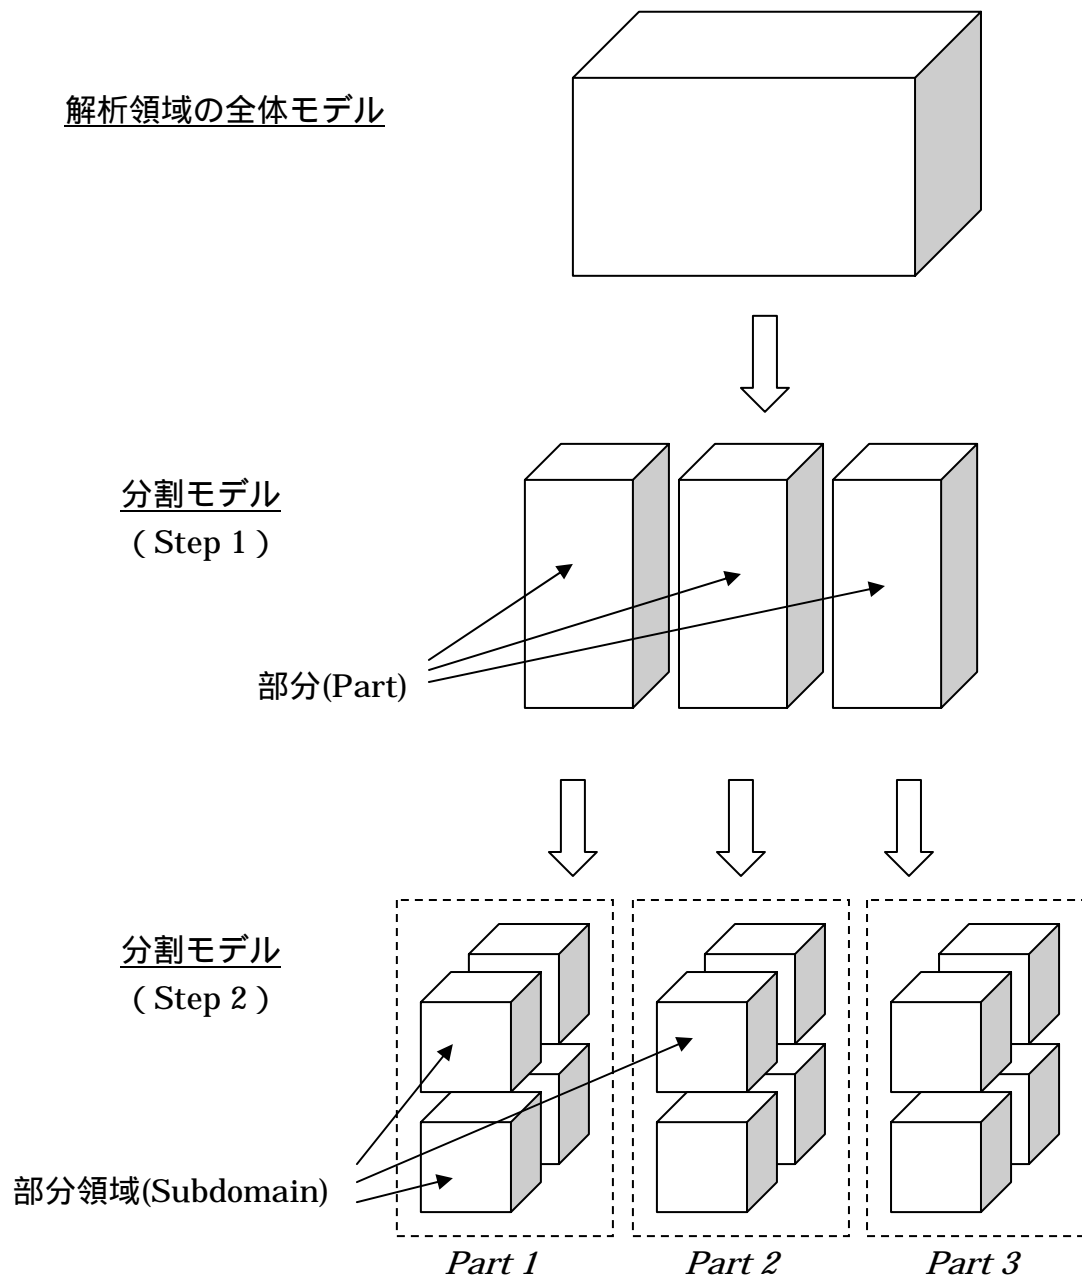 解析領域の全体モデル
分割モデル
（Step 1）
部分(Part)
分割モデル
（Step 2）
部分領域(Subdomain)
Part 1
Part 2
Part 3